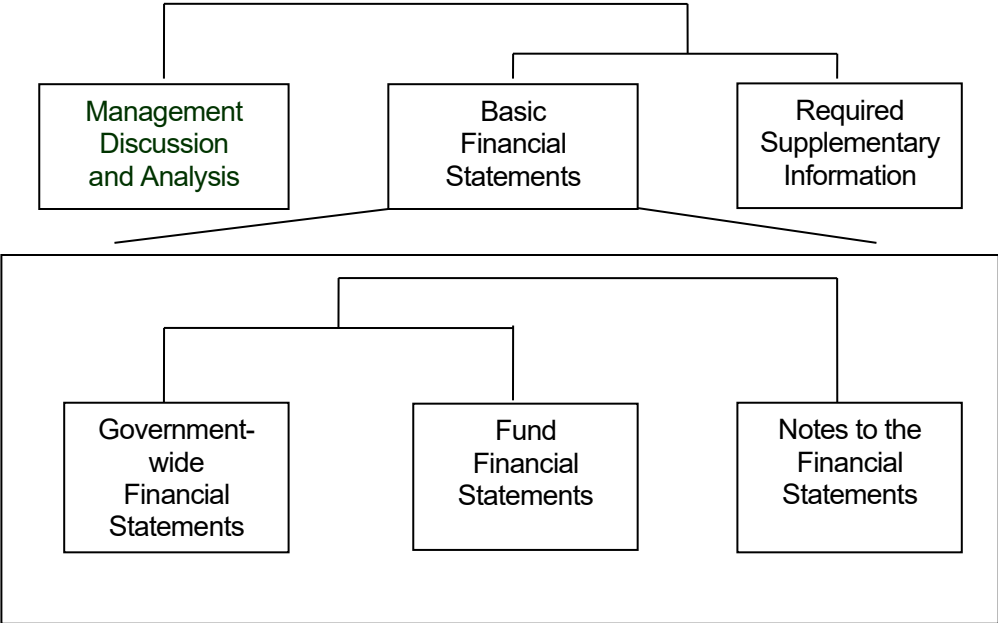 Management
Discussion
and Analysis
Basic
Financial
Statements
Required
Supplementary
Information
Government-
wide
Financial
Statements
Fund
Financial
Statements
Notes to the
Financial
Statements